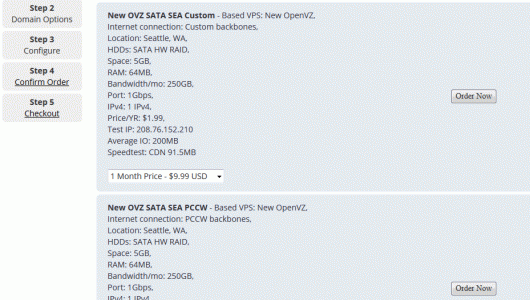 Step 2
Domain Options
Step 3
Configure
Step 4
Confirm Order
Step 5
Checkout
New OVZ SATA SEA Custom - Based VPS: New OpenVZ,
Internet connection: Custom backbones,
Location: Seattle, WA,
HDDs: SATA HW RAID,
Space: 5GB,
RAM: 64MB,
Bandwidth/mo: 250GB,
Port: 1Gbps,
IPv4: 1 IPv4,
Price/YR: $1.99,
Test IP: 208.76.152.210
Average IO: 200MB
Speedtest: CDN 91.5MB
Order Now
1 Month Price - $9.99 USD
New OVZ SATA SEA PCCW - Based VPS: New OpenVZ,
Internet connection: PCCW backbones,
Location: Seattle, WA,
HDDs: SATA HW RAID,
Space: 5GB,
RAM: 64MB,
Bandwidth/mo: 250GB,
Port: 1Gbps,
IPv4: 1 IPv4,
Order Now